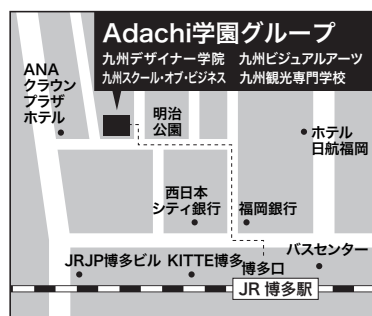 Adachi学園グループ
九州デザイナー学院 九州ビジュアルアーツ
九州スクール・オブ・ビジネス 九州観光専門学校
ANA
クラウン
プラザ
ホテル
明治
公園
ホテル
日航福岡
西日本
シティ銀行
福岡銀行
JRJP博多ビル
KITTE博多
博多口
バスセンター
JR 博多駅